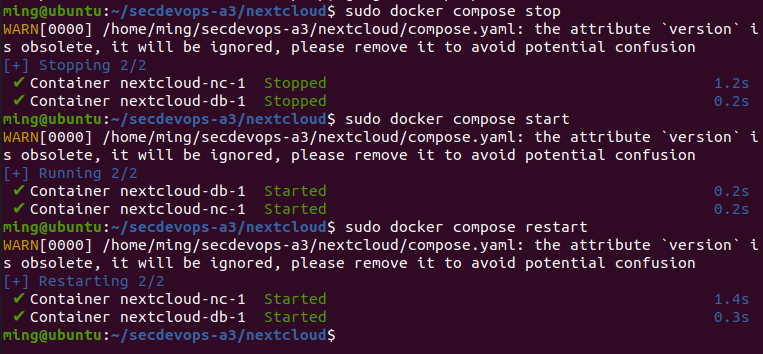 ming@ubuntu:~/secdevops-a3/nextcloud$ sudo docker compose stop
WARN[0000] /home/ming/secdevops-a3/nextcloud/compose.yaml: the attribute `version` i
s obsolete, it will be ignored, please remove it to avoid potential confusion
[+] Stopping 2/2
✔ Container nextcloud-nc-1  Stopped 1.2s
✔ Container nextcloud-db-1  Stopped 0.2s
ming@ubuntu:~/secdevops-a3/nextcloud$ sudo docker compose start
WARN[0000] /home/ming/secdevops-a3/nextcloud/compose.yaml: the attribute `version` i
s obsolete, it will be ignored, please remove it to avoid potential confusion
[+] Running 2/2
✔ Container nextcloud-db-1  Started 0.2s
✔ Container nextcloud-nc-1  Started 0.2s
ming@ubuntu:~/secdevops-a3/nextcloud$ sudo docker compose restart
WARN[0000] /home/ming/secdevops-a3/nextcloud/compose.yaml: the attribute `version` i
s obsolete, it will be ignored, please remove it to avoid potential confusion
[+] Restarting 2/2
✔ Container nextcloud-nc-1  Started 1.4s
✔ Container nextcloud-db-1  Started 0.3s
ming@ubuntu:~/secdevops-a3/nextcloud$